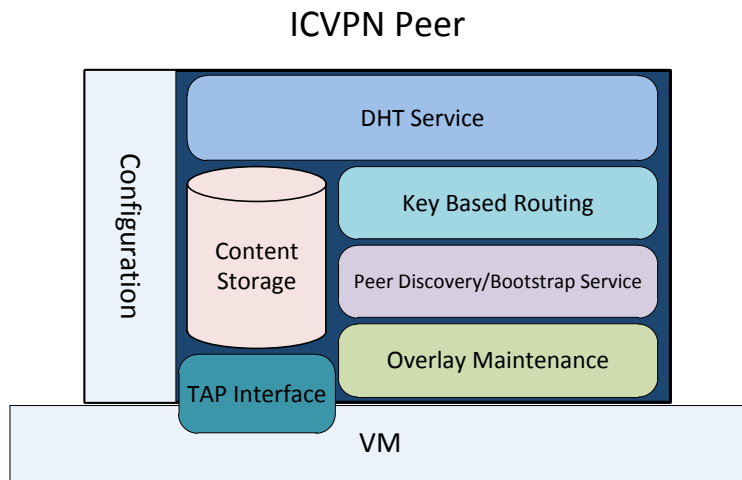 ICVPN Peer
Configuration
DHT Service
Key Based Routing
Content
Storage
Peer Discovery/Bootstrap Service
Overlay Maintenance
TAP Interface
VM